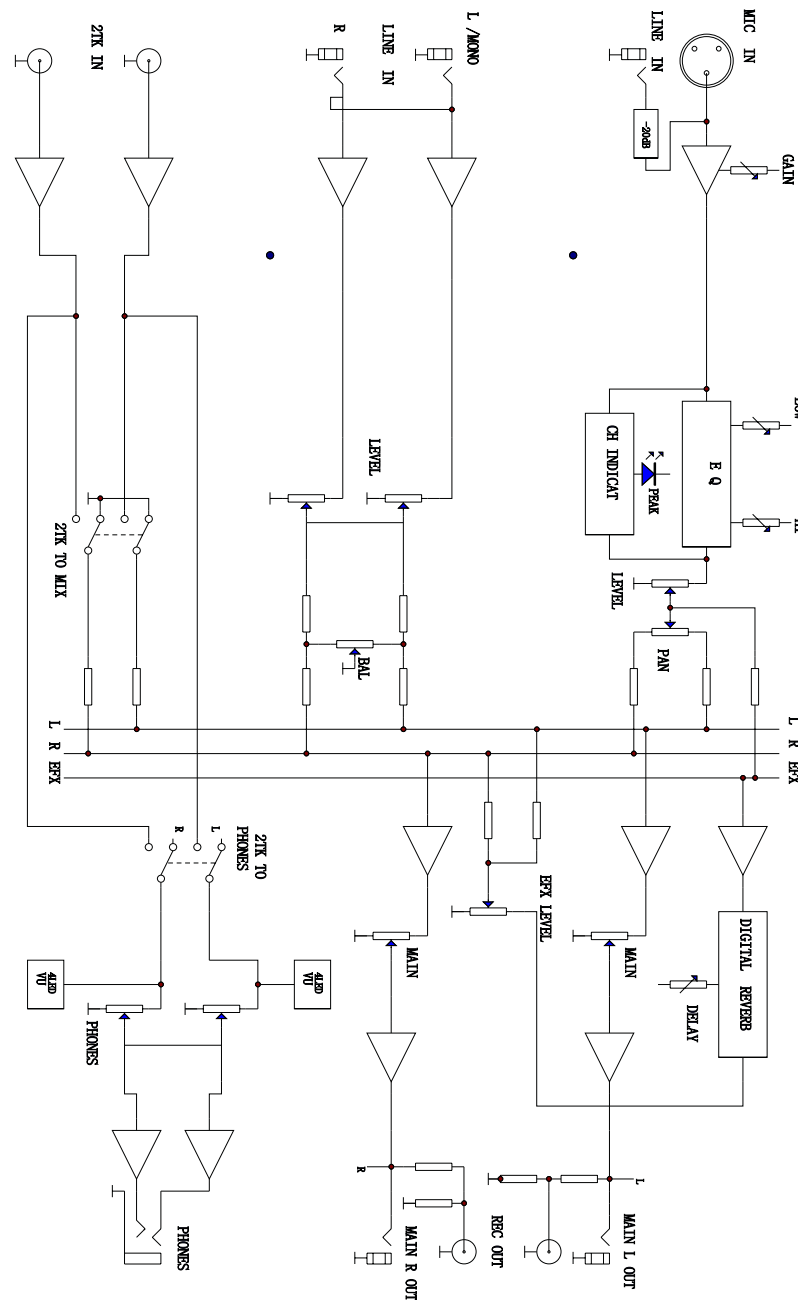 MIC IN
LINE IN
-20dB
GAIN
L /MONO
LINE IN
R
2TK IN
E Q
CH INDICAT
PEAK
LEVEL
PAN
LEVEL
BAL
2TK TO MIX
L
R
EFX
L
R
EFX
DIGITAL REVERB
DELAY
MAIN
EFX LEVEL
MAIN
2TK TO
PHONES
L
R
4LED
VU
4LED
VU
PHONES
L
MAIN L OUT
REC OUT
R
MAIN R OUT
PHONES